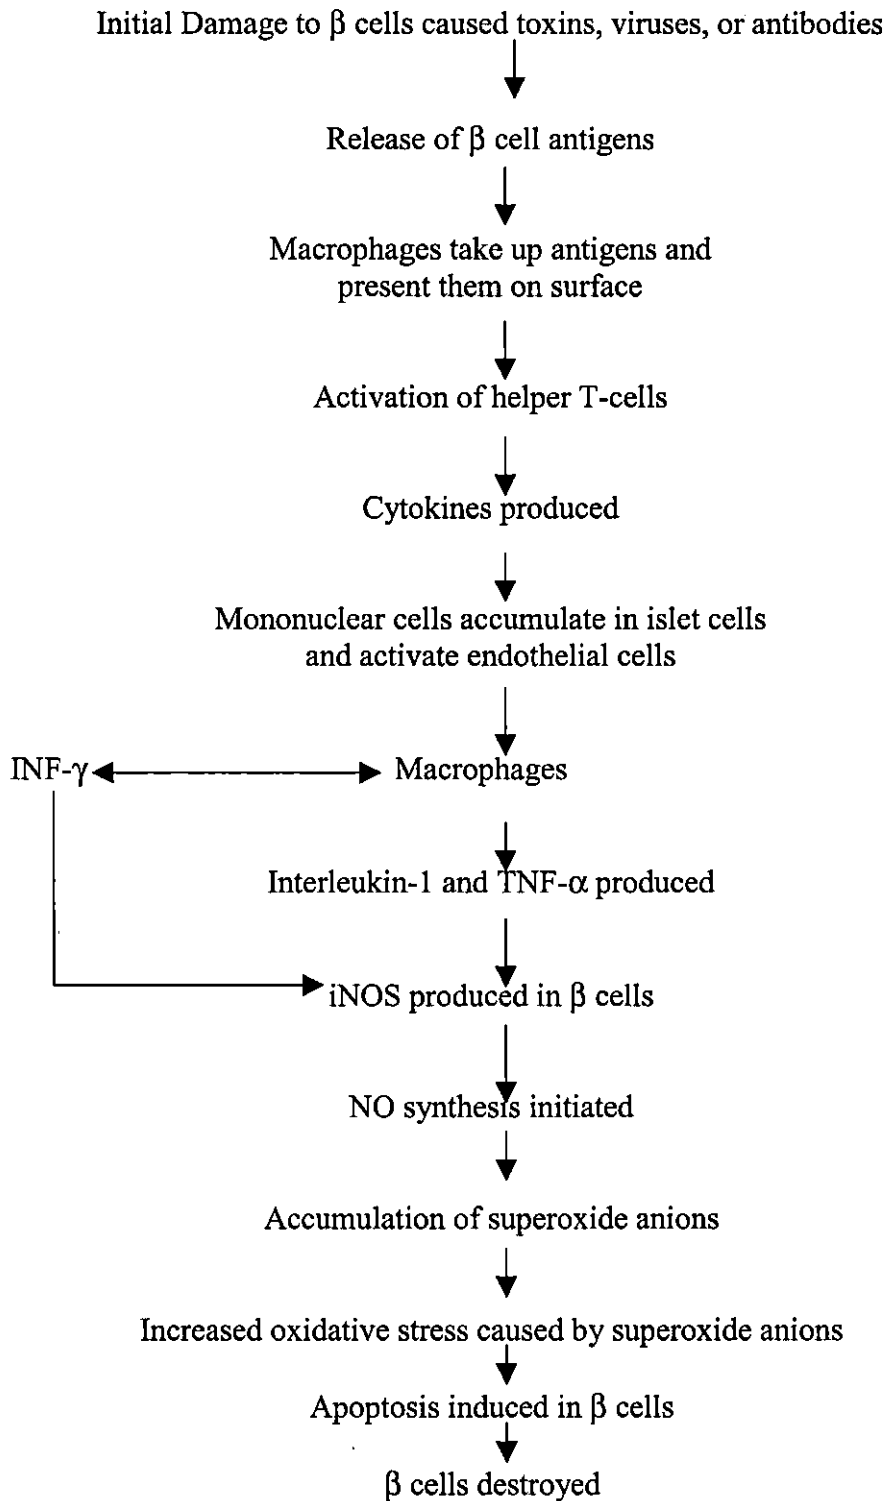 Initial Damage to β cells caused toxins, viruses, or antibodies
Release of β cell antigens
Macrophages take up antigens and
present them on surface
Activation of helper T-cells
Cytokines produced
Mononuclear cells accumulate in islet cells
and activate endothelial cells
INF-γ
Macrophages
Interleukin-1 and TNF-α produced
iNOS produced in β cells
NO synthesis initiated
Accumulation of superoxide anions
Increased oxidative stress caused by superoxide anions
Apoptosis induced in β cells
β cells destroyed